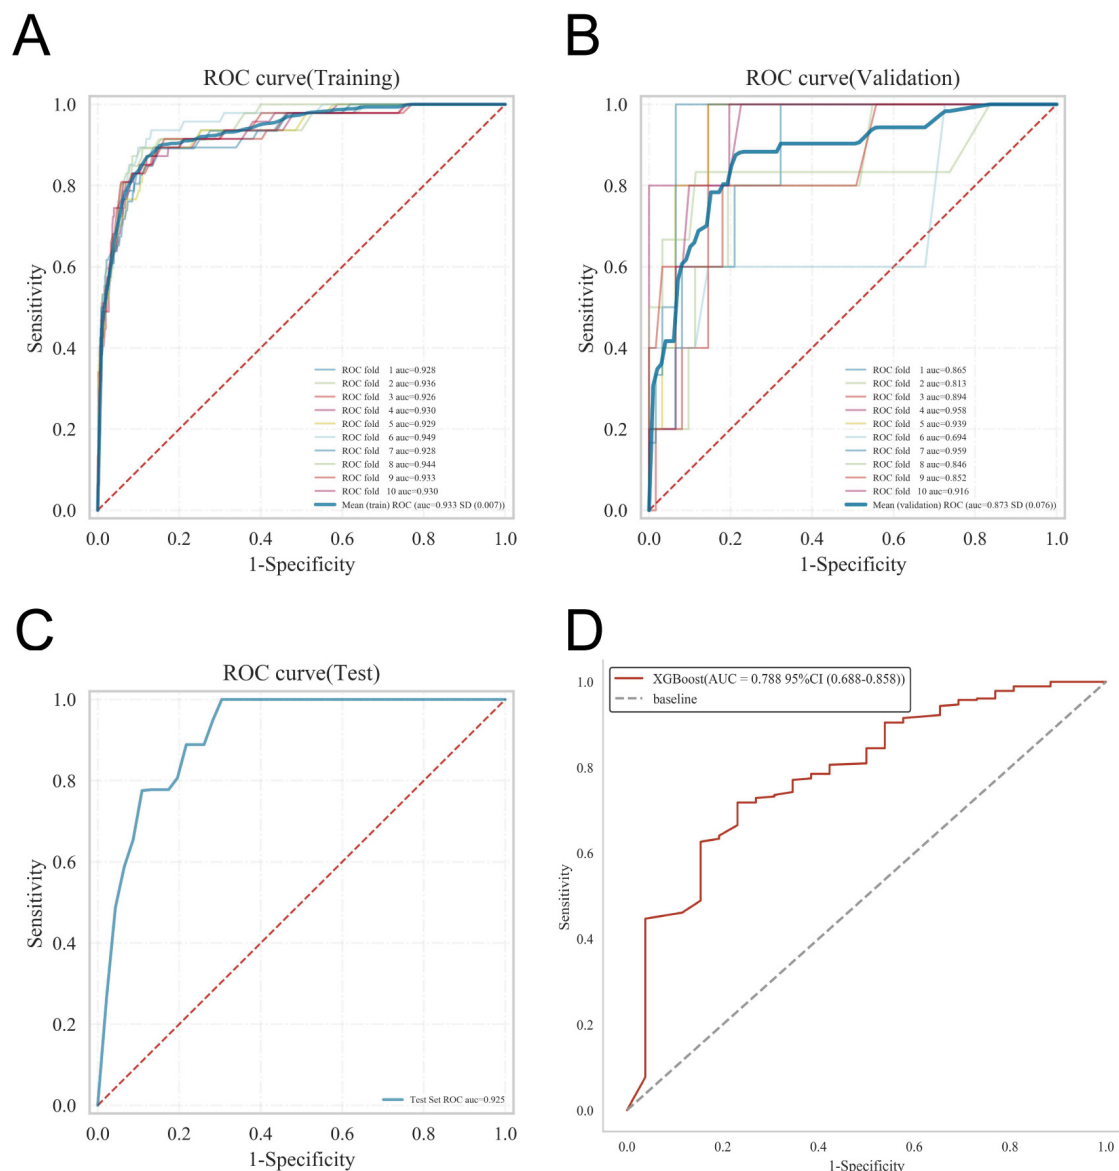 A
ROC curve(Training)
1.0
0.8
0.6
0.4
0.2
0.0
Sensitivity
ROC fold 1 auc=0.928
ROC fold 2 auc=0.936
ROC fold 3 auc=0.926
ROC fold 4 auc=0.930
ROC fold 5 auc=0.929
ROC fold 6 auc=0.949
ROC fold 7 auc=0.928
ROC fold 8 auc=0.944
ROC fold 9 auc=0.933
ROC fold 10 auc=0.930
Mean (train) ROC (auc=0.933 SD (0.007))
0.0 0.2 0.4 0.6 0.8 1.0
1-Specificity
B
ROC curve(Validation)
1.0
0.8
0.6
0.4
0.2
0.0
Sensitivity
ROC fold 1 auc=0.865
ROC fold 2 auc=0.813
ROC fold 3 auc=0.894
ROC fold 4 auc=0.958
ROC fold 5 auc=0.939
ROC fold 6 auc=0.694
ROC fold 7 auc=0.959
ROC fold 8 auc=0.846
ROC fold 9 auc=0.852
ROC fold 10 auc=0.916
Mean (validation) ROC (auc=0.873 SD (0.076))
0.0 0.2 0.4 0.6 0.8 1.0
1-Specificity
C
ROC curve(Test)
1.0
0.8
0.6
0.4
0.2
0.0
Sensitivity
Test Set ROC auc=0.925
0.0 0.2 0.4 0.6 0.8 1.0
1-Specificity
D
XGBoost(AUC = 0.788 95%CI (0.688-0.858))
baseline
1.0
0.8
0.6
0.4
0.2
0.0
Sensitivity
0.0 0.2 0.4 0.6 0.8 1.0
1-Specificity